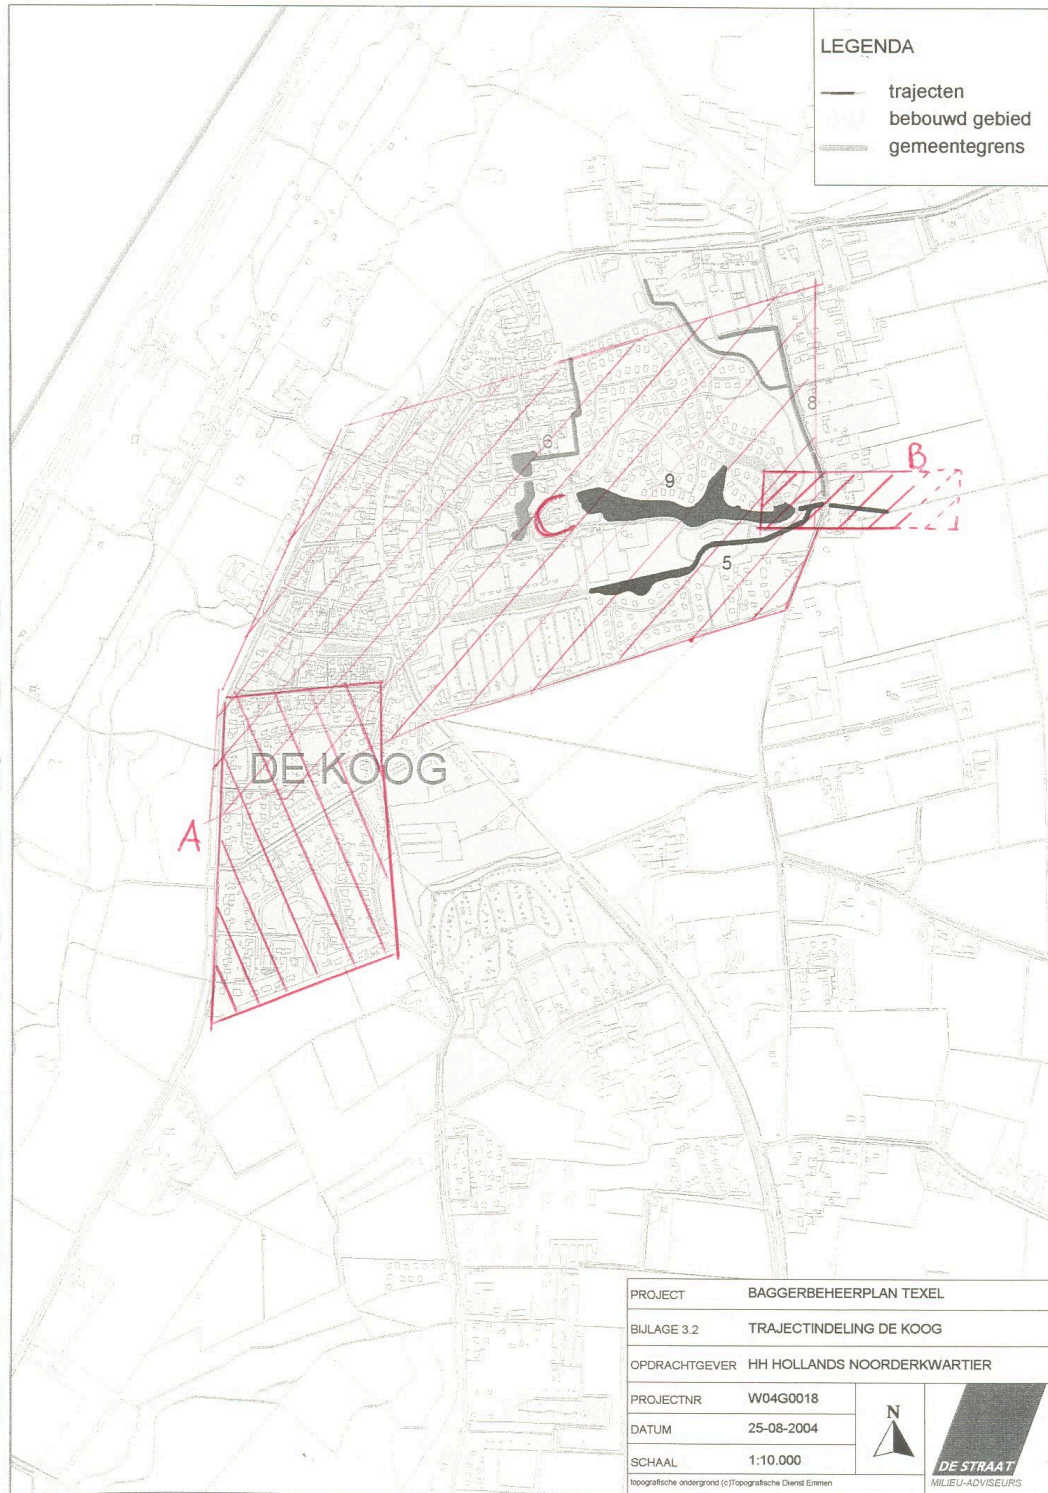 LEGENDA
trajecten
bebouwd gebied
gemeentegrens
6
8
B
9
C
5
DE KOOG
A
PROJECT BAGGERBEHEERPLAN TEXEL
BIJLAGE 3.2 TRAJECTINDELING DE KOOG
OPDRACHTGEVER HH HOLLANDS NOORDERKWARTIER
PROJECTNR W04G0018
DATUM 25-08-2004
SCHAAL 1:10.000
topografische ondergrond (c)Topografische Dienst Emmen
N
DE STRAAT
MILIEU-ADVISEURS